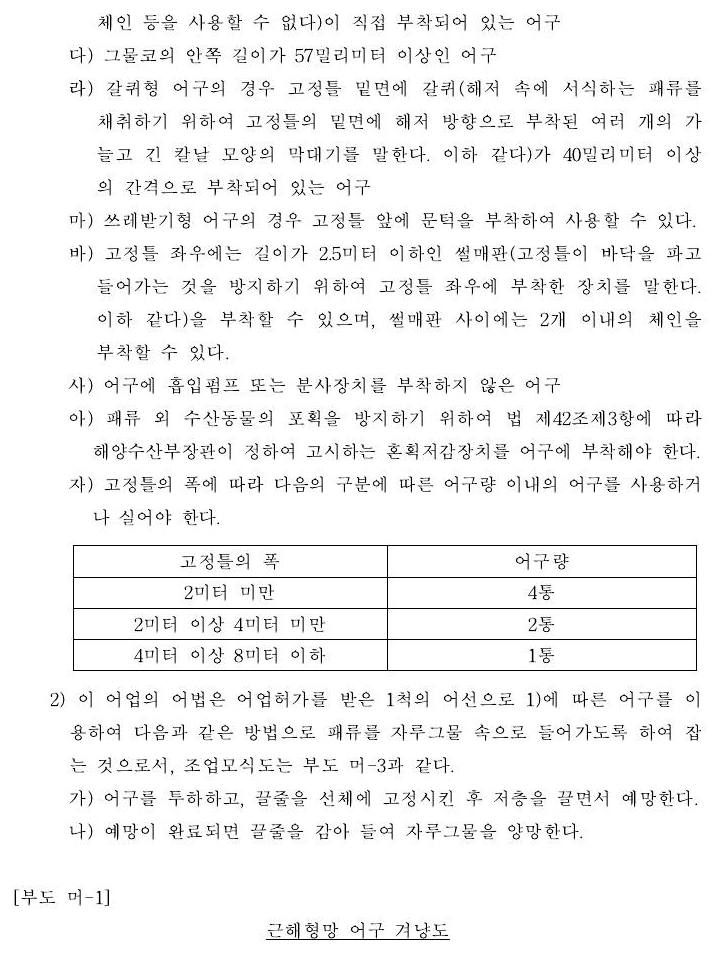 체인 등을 사용할 수 없다)이 직접 부착되어 있는 어구
다) 그물코의 안쪽 길이가 57밀리미터 이상인 어구
라) 갈퀴형 어구의 경우 고정틀 밑면에 갈퀴(해저 속에 서식하는 패류를
채취하기 위하여 고정틀의 밑면에 해저 방향으로 부착된 여러 개의 가
늘고 긴 칼날 모양의 막대기를 말한다. 이하 같다)가 40밀리미터 이상
의 간격으로 부착되어 있는 어구
마) 쓰레받기형 어구의 경우 고정틀 앞에 문턱을 부착하여 사용할 수 있다.
바) 고정틀 좌우에는 길이가 2.5미터 이하인 썰매판(고정틀이 바닥을 파고
들어가는 것을 방지하기 위하여 고정틀 좌우에 부착한 장치를 말한다.
이하 같다)을 부착할 수 있으며, 썰매판 사이에는 2개 이내의 체인을
부착할 수 있다.
사) 어구에 흡입펌프 또는 분사장치를 부착하지 않은 어구
아) 패류 외 수산동물의 포획을 방지하기 위하여 법 제42조제3항에 따라
해양수산부장관이 정하여 고시하는 혼획저감장치를 어구에 부착해야 한다.
자) 고정틀의 폭에 따라 다음의 구분에 따른 어구량 이내의 어구를 사용하거
나 실어야 한다.
고정틀의 폭 어구량
2미터 미만 4통
2미터 이상 4미터 미만 2통
4미터 이상 8미터 이하 1통
2) 이 어업의 어법은 어업허가를 받은 1척의 어선으로 1)에 따른 어구를 이
용하여 다음과 같은 방법으로 패류를 자루그물 속으로 들어가도록 하여 잡
는 것으로서, 조업모식도는 부도 머-3과 같다.
가) 어구를 투하하고, 끌줄을 선체에 고정시킨 후 저층을 끌면서 예망한다.
나) 예망이 완료되면 끌줄을 감아 들여 자루그물을 양망한다.
[부도 머-1]
근해형망 어구 겨냥도